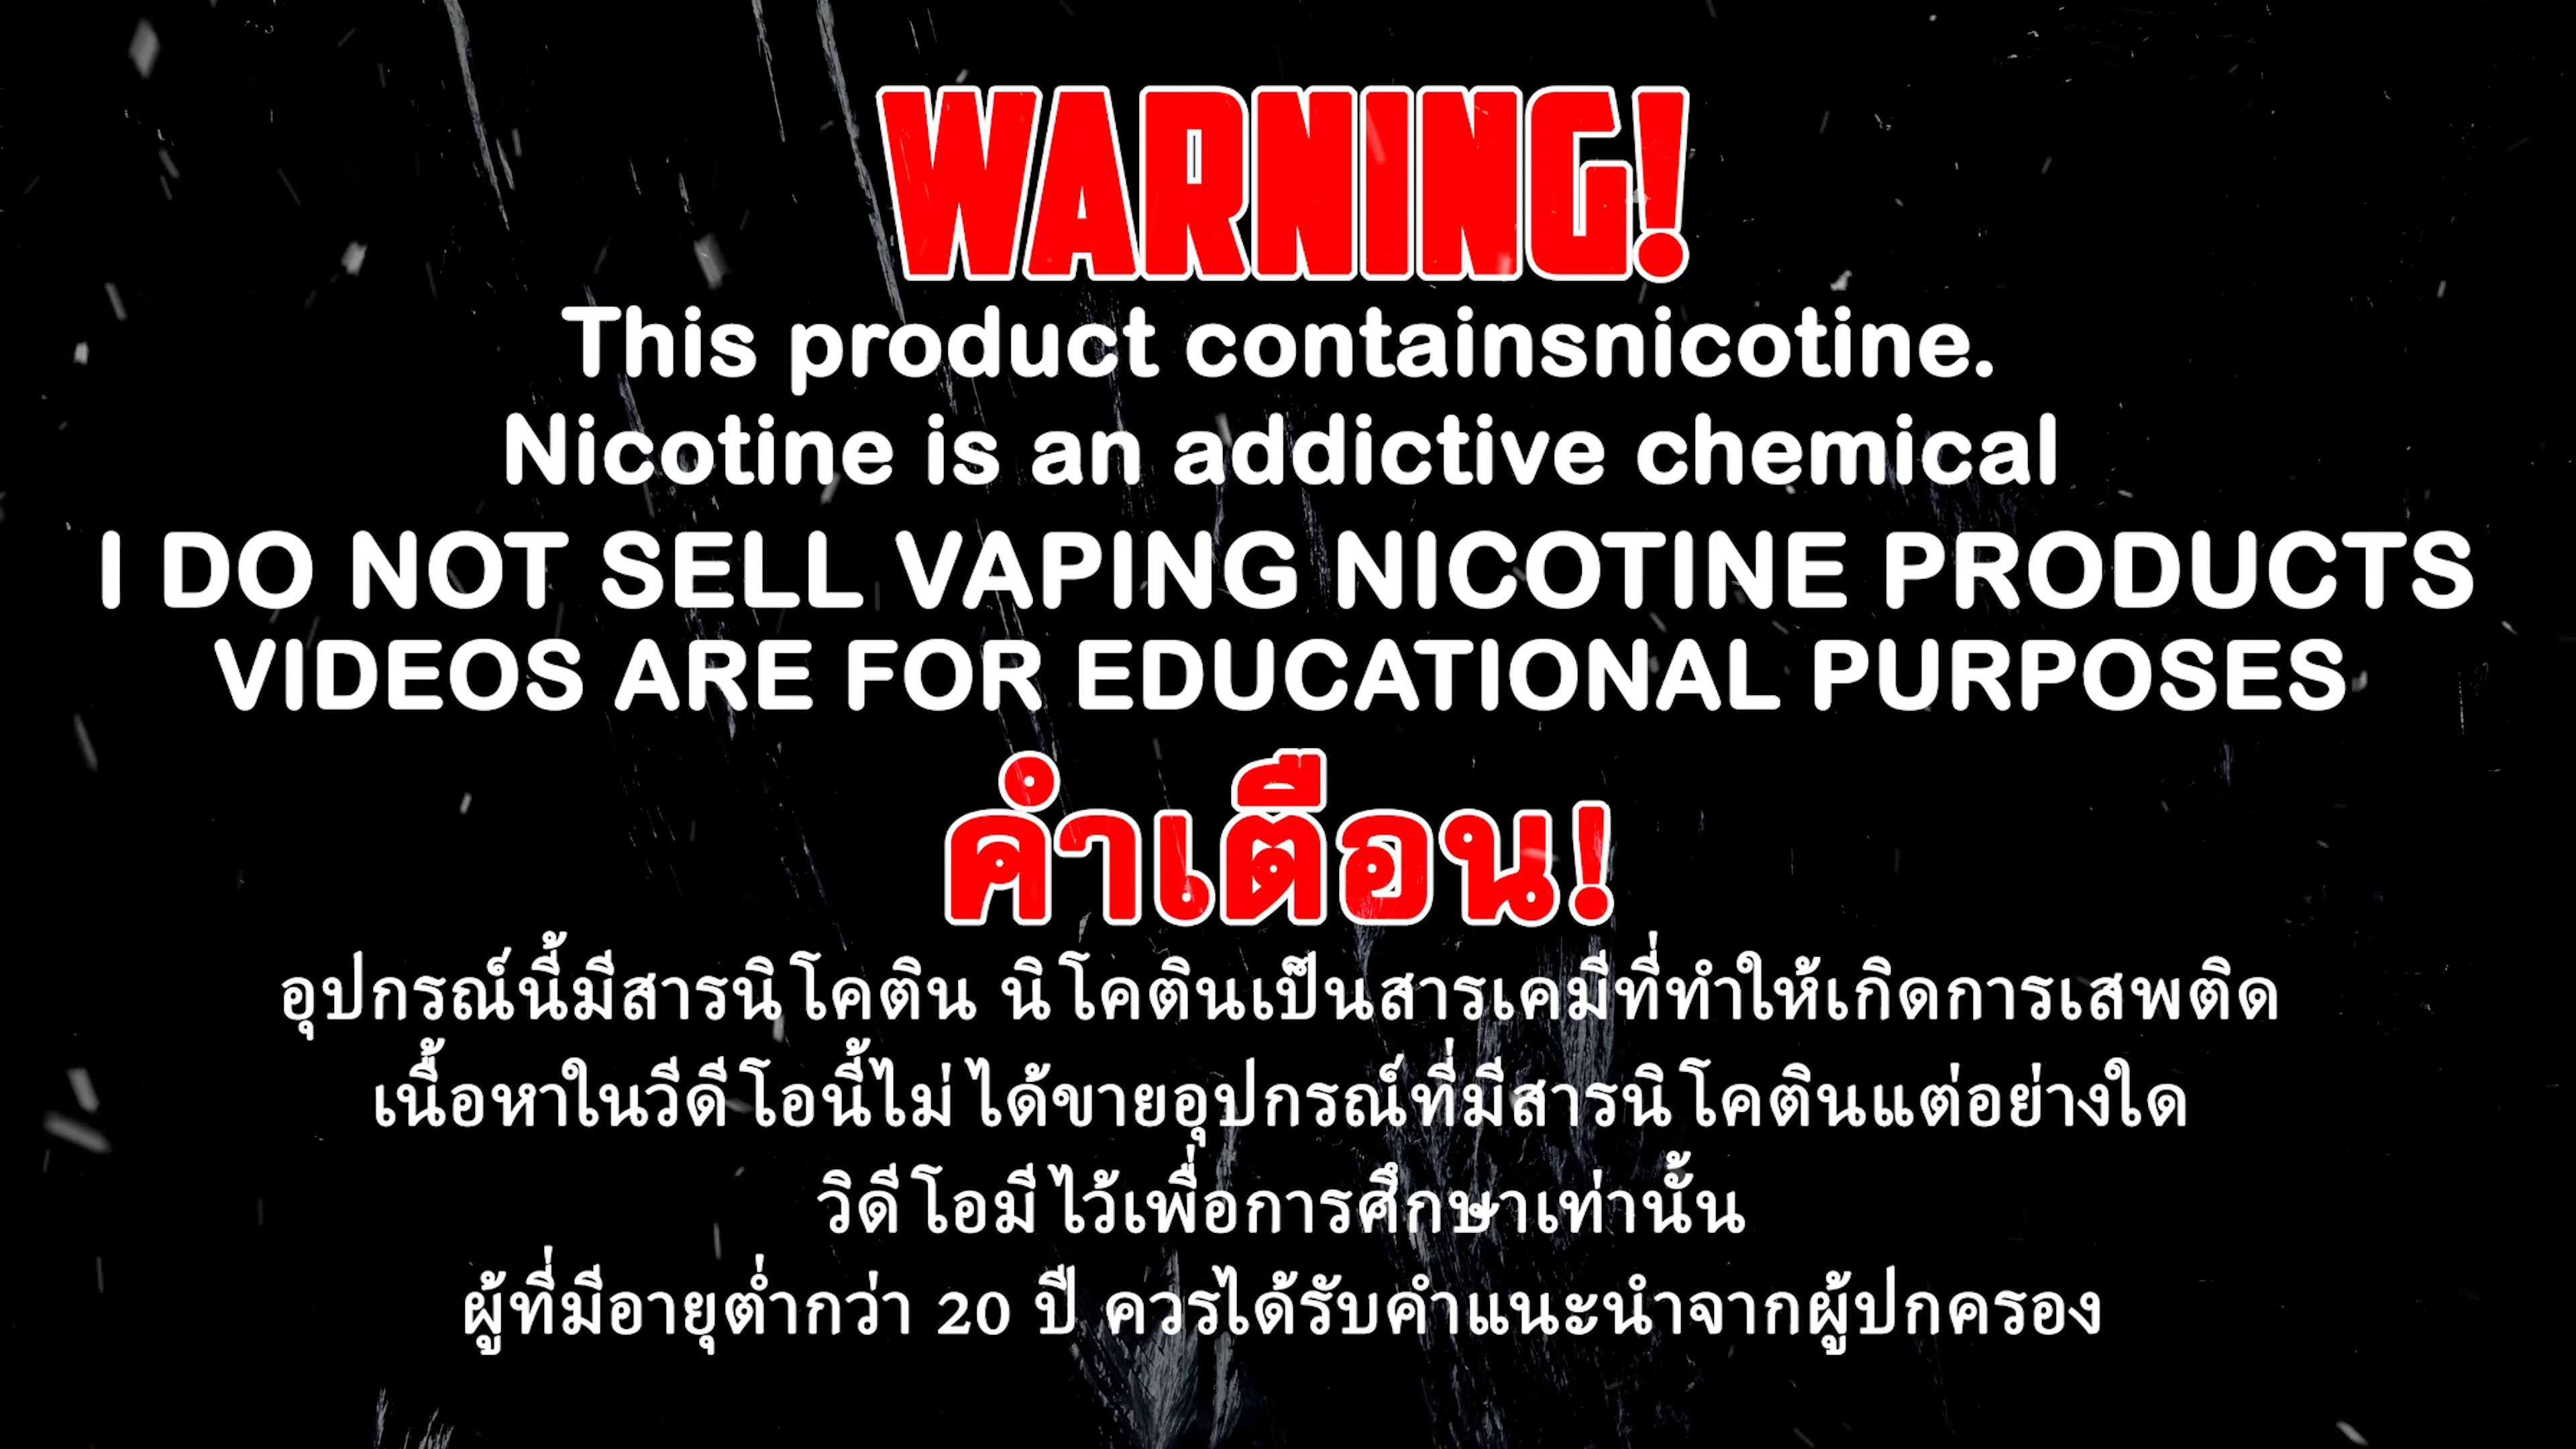 WARNING!
This product containsnicotine.
Nicotine is an addictive chemical
I DO NOT SELL VAPING NICOTINE PRODUCTS
VIDEOS ARE FOR EDUCATIONAL PURPOSES
คำเตือน!
อุปกรณ์นี้มีสารนิโคติน นิโคตินเป็นสารเคมีที่ทำให้เกิดการเสพติด
เนื้อหาในวีดีโอนี้ไม่ได้ขายอุปกรณ์ที่มีสารนิโคตินแต่อย่างใด
วิดีโอมีไว้เพื่อการศึกษาเท่านั้น
ผู้ที่มีอายุต่ำกว่า 20 ปี ควรได้รับคำแนะนำจากผู้ปกครอง